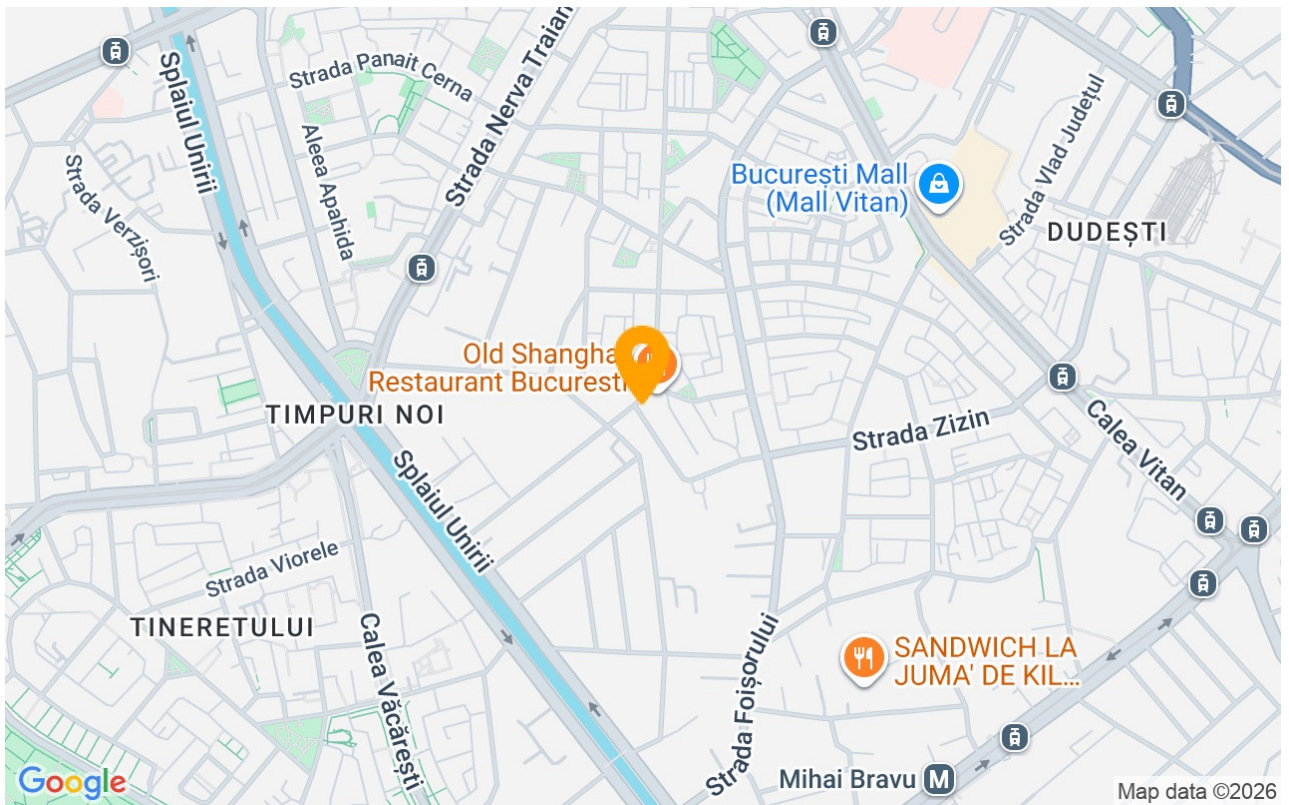 Splaiul Unirii
Strada Panait Cerna
Strada Nerva Traian
Aleea Apahida
Strada Verzișori
București Mall
(Mall Vitan)
Strada Vlad Județul
DUDEȘTI
Old Shangha
Restaurant Bucuresti
TIMPURI NOI
Strada Zizin
Calea Vitan
Splaiul Unirii
Strada Viorele
TINERETULUI
Calea Văcărești
Strada Foișorului
SANDWICH LA
JUMA' DE KIL...
Mihai Bravu M
Google
Map data ©2026